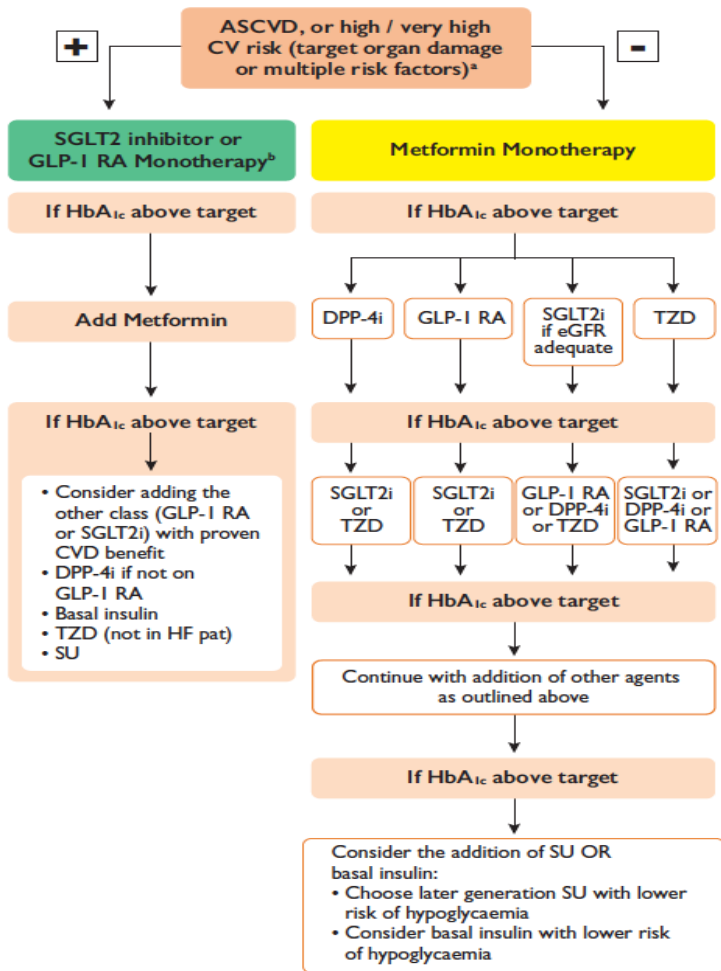 ASCVD, or high / very high
CV risk (target organ damage
or multiple risk factors)ᵃ
+
-
SGLT2 inhibitor or
GLP-1 RA Monotherapyᵇ
If HbA1c above target
Add Metformin
If HbA1c above target
• Consider adding the
other class (GLP-1 RA
or SGLT2i) with proven
CVD benefit
• DPP-4i if not on
GLP-1 RA
• Basal insulin
• TZD (not in HF pat)
• SU
Metformin Monotherapy
If HbA1c above target
DPP-4i
GLP-1 RA
SGLT2i
if eGFR
adequate
TZD
If HbA1c above target
SGLT2i
or
TZD
SGLT2i
or
TZD
GLP-1 RA
or DPP-4i
or TZD
SGLT2i or
DPP-4i or
GLP-1 RA
If HbA1c above target
Continue with addition of other agents
as outlined above
If HbA1c above target
Consider the addition of SU OR
basal insulin:
• Choose later generation SU with lower
risk of hypoglycaemia
• Consider basal insulin with lower risk
of hypoglycaemia